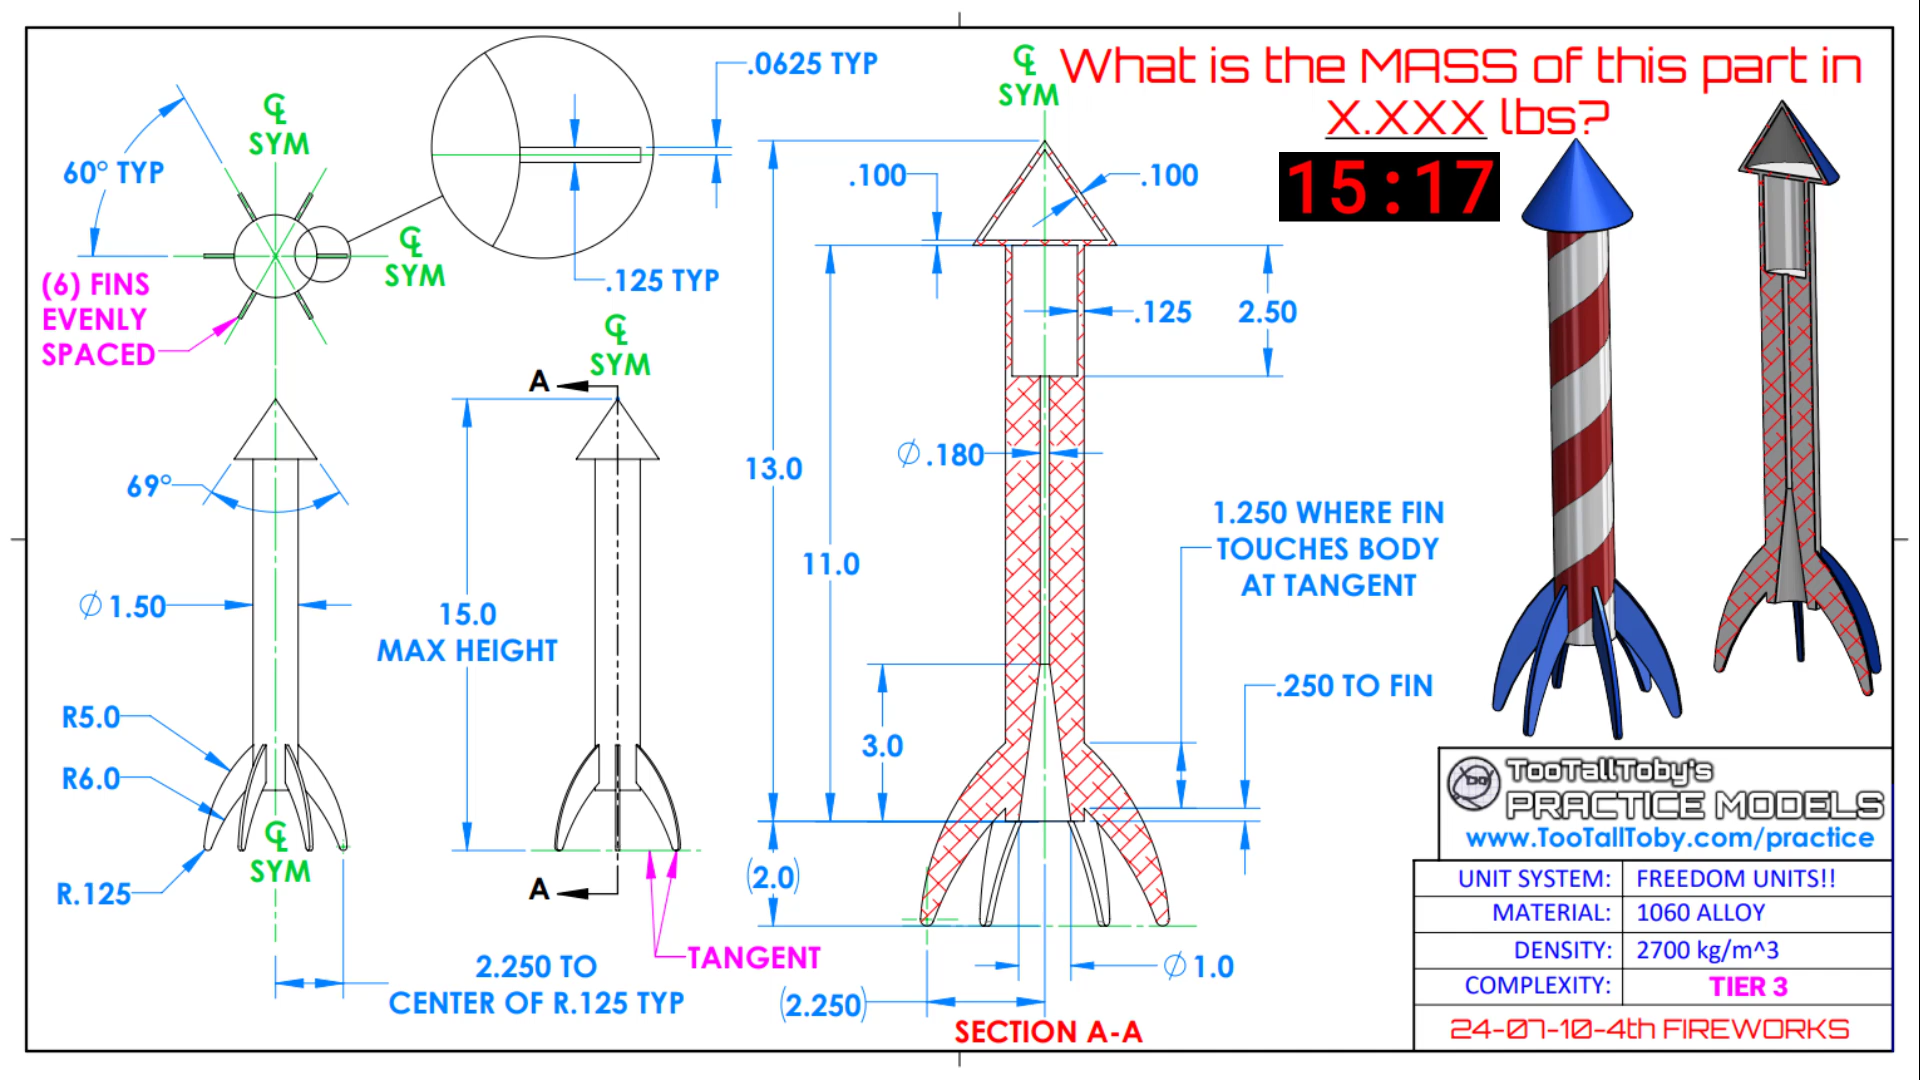 What is the MASS of this part in
X.XXX lbs?
15:17
.0625 TYP
℄
SYM
60° TYP
℄
SYM
.125 TYP
(6) FINS
EVENLY
SPACED
℄
SYM
.100
.100
.125
2.50
℄
SYM
A
69°
Ø 1.50
15.0
MAX HEIGHT
13.0
11.0
Ø .180
1.250 WHERE FIN
TOUCHES BODY
AT TANGENT
.250 TO FIN
3.0
R5.0
R6.0
R.125
℄
SYM
A
TANGENT
(2.0)
2.250 TO
CENTER OF R.125 TYP
(2.250)
Ø 1.0
SECTION A-A
TooTallToby's
PRACTICE MODELS
www.TooTallToby.com/practice
UNIT SYSTEM: FREEDOM UNITS!!
MATERIAL: 1060 ALLOY
DENSITY: 2700 kg/m^3
COMPLEXITY: TIER 3
24-07-10-4th FIREWORKS